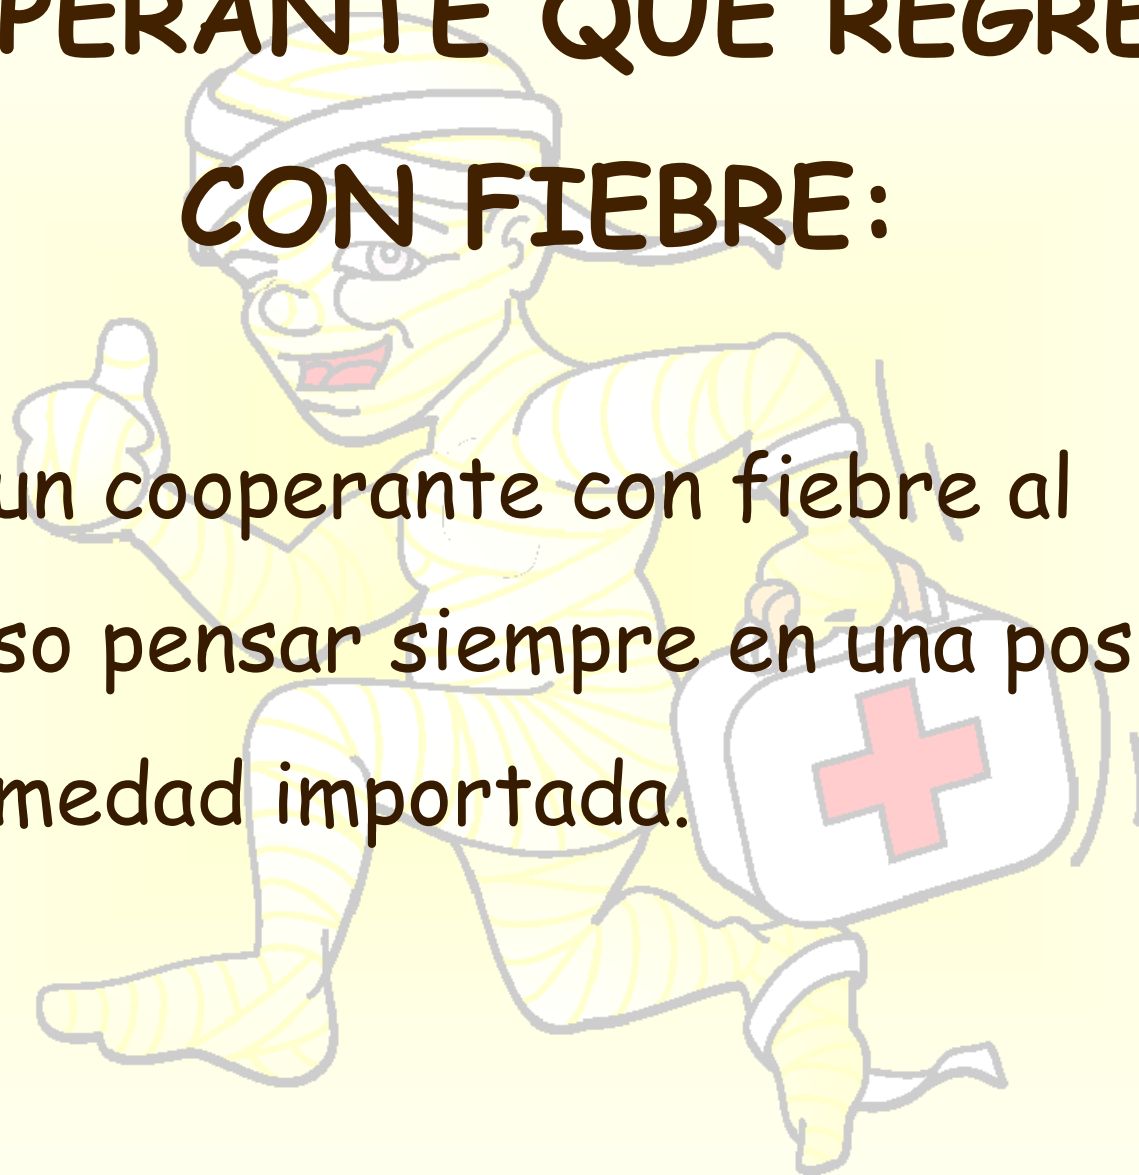 PERANTE QUE REGRE
CON FIEBRE:
un cooperante con fiebre al
so pensar siempre en una pos
medad importada.